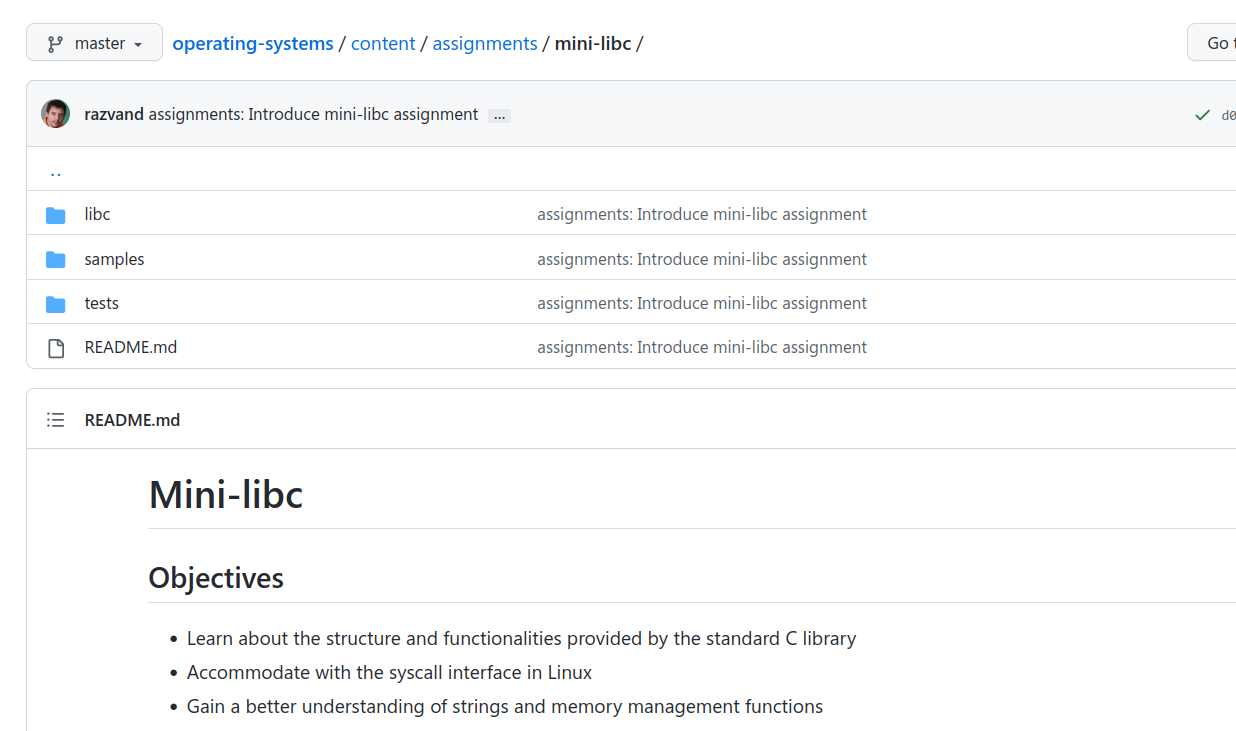 master operating-systems / content / assignments / mini-libc / Go
razvand assignments: Introduce mini-libc assignment ... d0
..
libc assignments: Introduce mini-libc assignment
samples assignments: Introduce mini-libc assignment
tests assignments: Introduce mini-libc assignment
README.md assignments: Introduce mini-libc assignment
README.md
Mini-libc
Objectives
• Learn about the structure and functionalities provided by the standard C library
• Accommodate with the syscall interface in Linux
• Gain a better understanding of strings and memory management functions